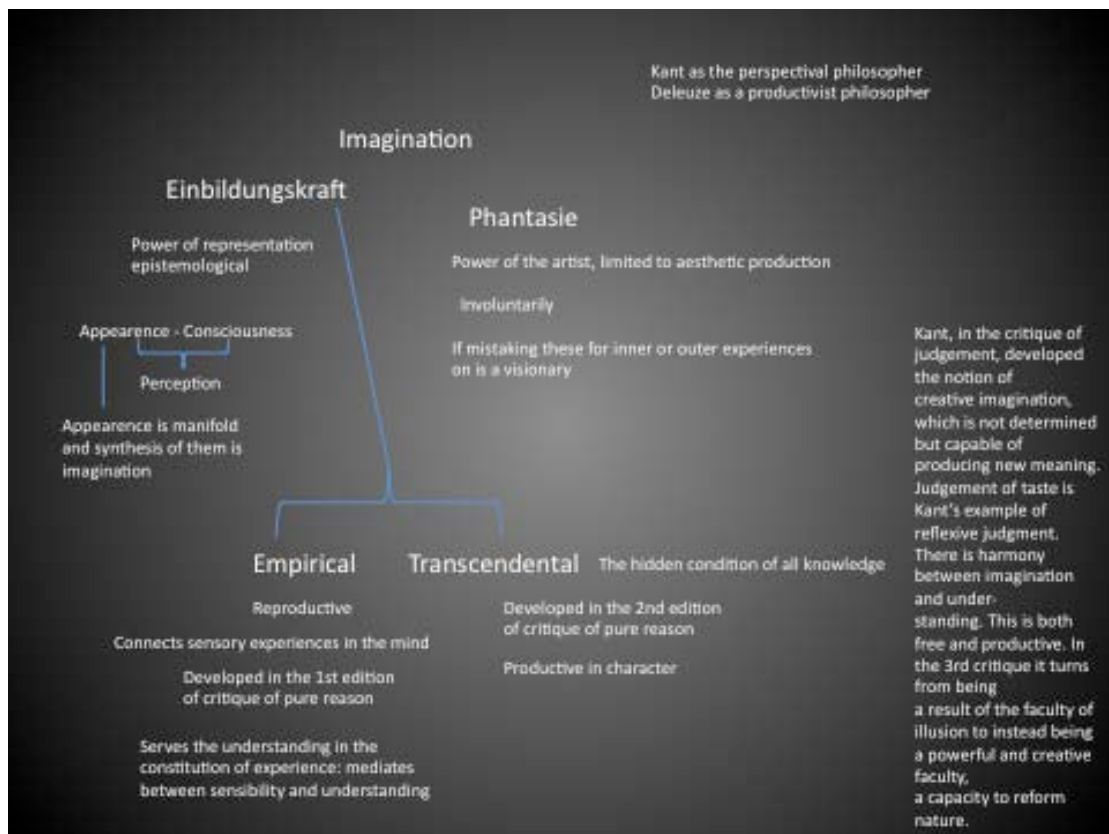 Kant as the perspectival philosopher
Deleuze as a productivist philosopher
Imagination
Einbildungskraft
Phantasie
Power of representation
epistemological
Power of the artist, limited to aesthetic production
Involuntarily
Appearence - Consciousness
If mistaking these for inner or outer experiences
on is a visionary
Perception
Appearence is manifold
and synthesis of them is
imagination
Empirical
Transcendental
The hidden condition of all knowledge
Reproductive
Connects sensory experiences in the mind
Developed in the 1st edition
of critique of pure reason
Serves the understanding in the
constitution of experience: mediates
between sensibility and understanding
Developed in the 2nd edition
of critique of pure reason
Productive in character
Kant, in the critique of
judgement, developed
the notion of
creative imagination,
which is not determined
but capable of
producing new meaning.
Judgement of taste is
Kant's example of
reflexive judgment.
There is harmony
between imagination
and under-
standing. This is both
free and productive. In
the 3rd critique it turns
from being
a result of the faculty of
illusion to instead being
a powerful and creative
faculty,
a capacity to reform
nature.